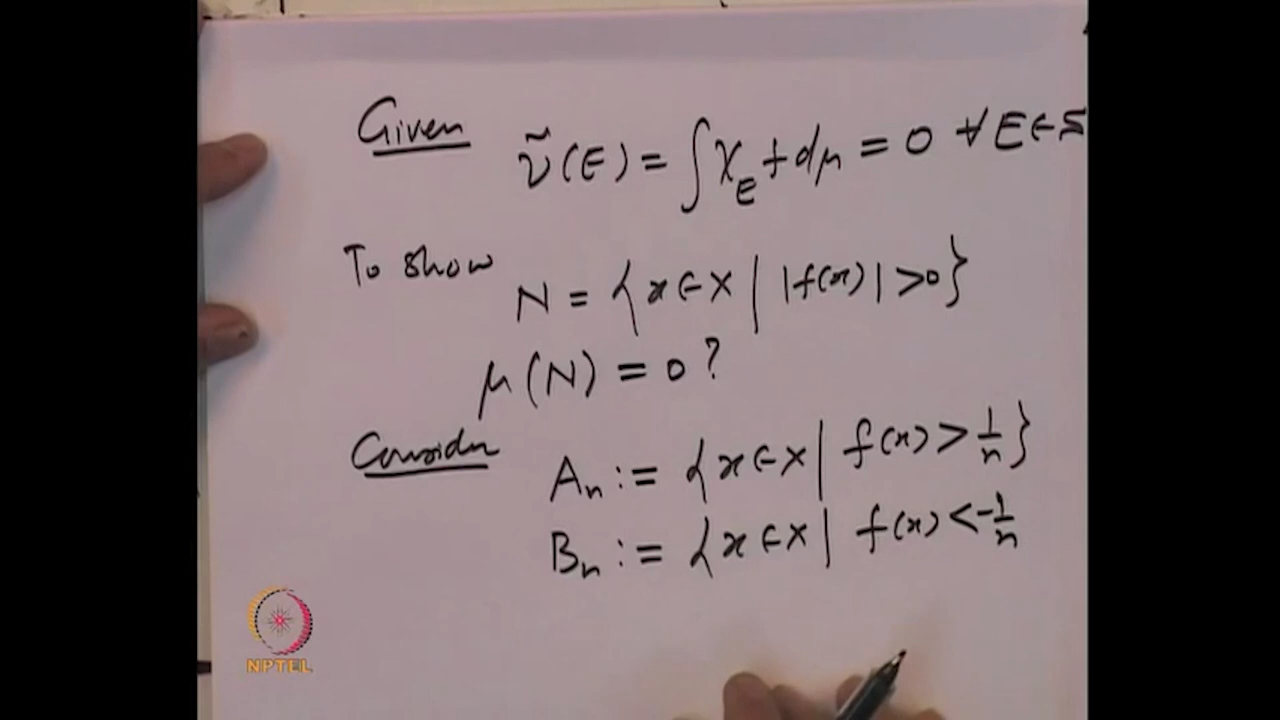 Given ν̃(E) = ∫χ_E f dμ = 0 ∀ E ∈ S
To show
N = {x ∈ X | |f(x)| > 0}
μ(N) = 0 ?
Consider A_n := {x ∈ X | f(x) > 1/n}
B_n := {x ∈ X | f(x) < -1/n
NPTEL